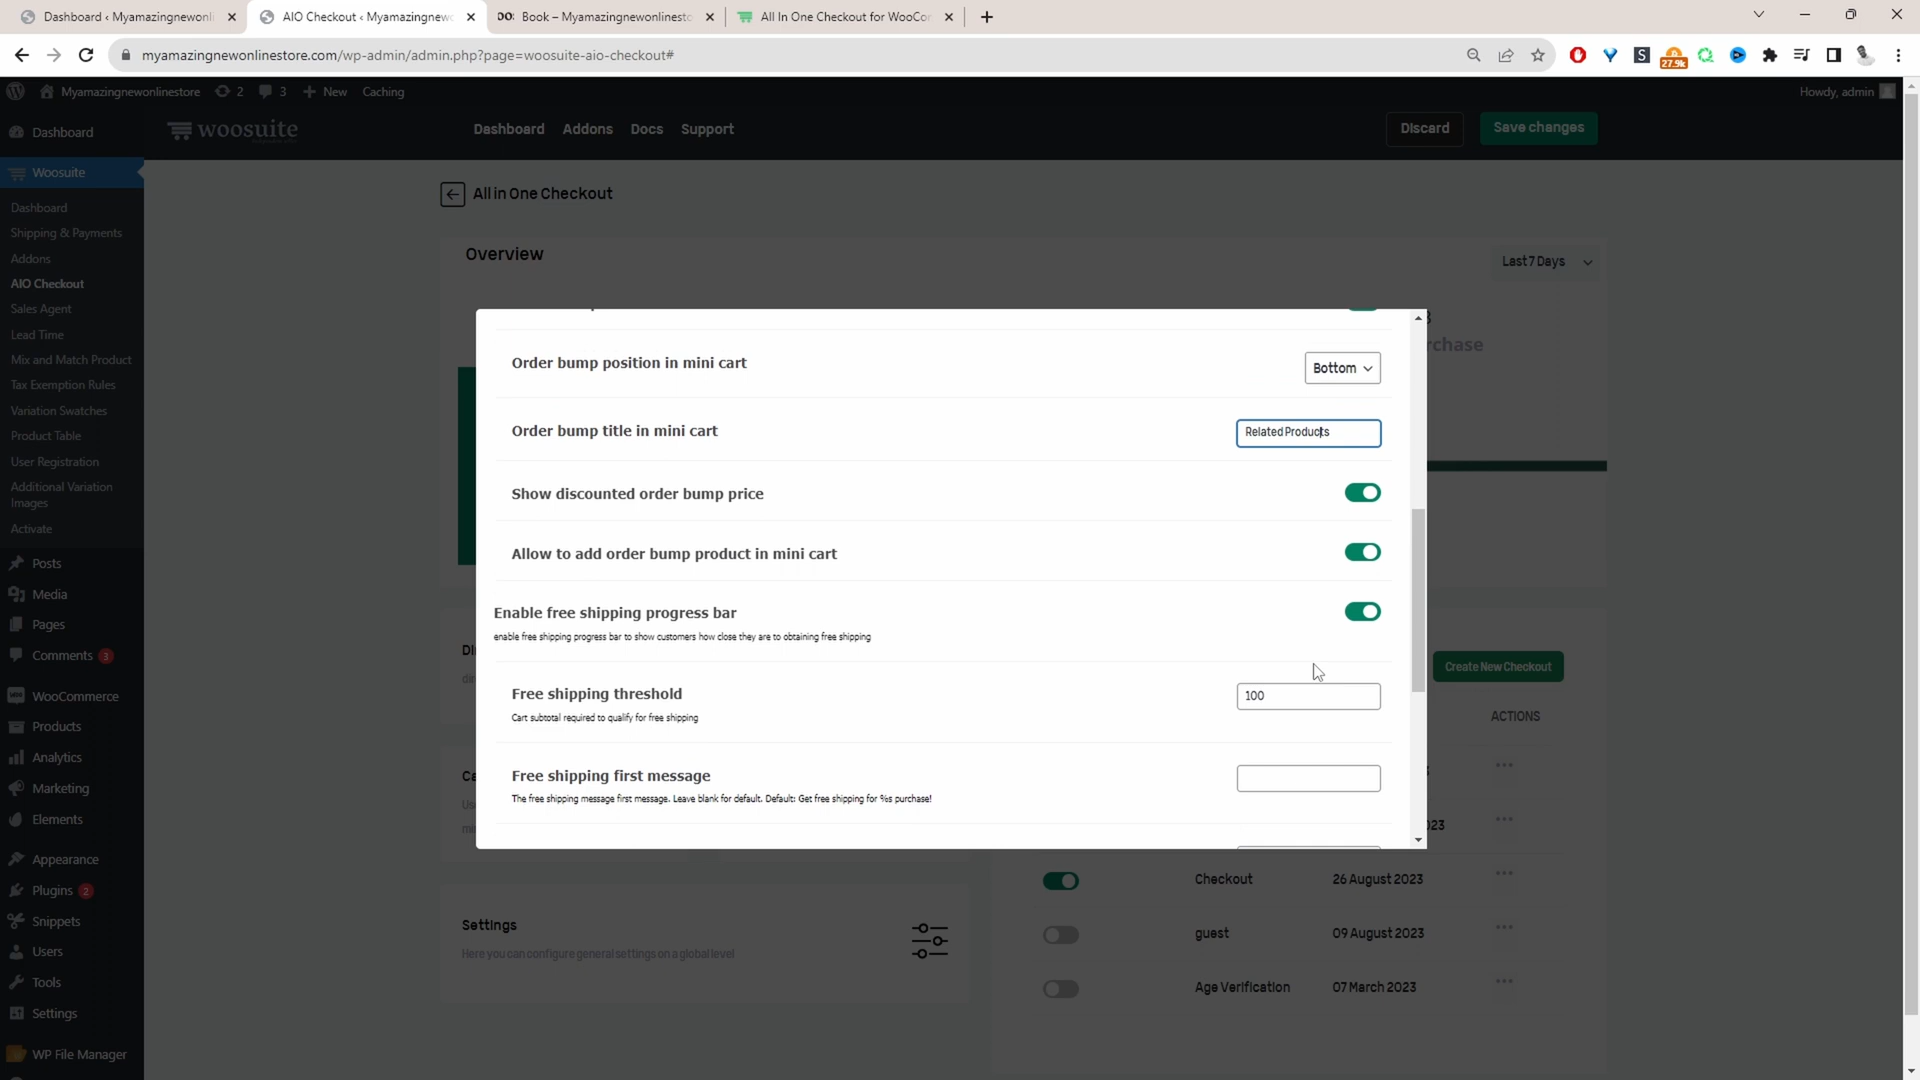 Dashboard ‹ Myamazingnewonli
AIO Checkout ‹ Myamazingnewo
Book – Myamazingnewonlinesto
All In One Checkout for WooCor
myamazingnewonlinestore.com/wp-admin/admin.php?page=woosuite-aio-checkout#
27.9k
Myamazingnewonlinestore
2
3
New
Caching
Howdy, admin
Dashboard
woosuite
Dashboard
Addons
Docs
Support
Discard
Save changes
Woosuite
Dashboard
Shipping & Payments
Addons
AIO Checkout
Sales Agent
Lead Time
Mix and Match Product
Tax Exemption Rules
Variation Swatches
Product Table
User Registration
Additional Variation
Images
Activate
Posts
Media
Pages
Comments 3
WooCommerce
Products
Analytics
Marketing
Elements
Appearance
Plugins 2
Snippets
Users
Tools
Settings
WP File Manager
All in One Checkout
Overview
Last 7 Days
rchase
Order bump position in mini cart
Bottom
Order bump title in mini cart
Related Products
Show discounted order bump price
Allow to add order bump product in mini cart
Enable free shipping progress bar
enable free shipping progress bar to show customers how close they are to obtaining free shipping
Free shipping threshold
100
Cart subtotal required to qualify for free shipping
Free shipping first message
The free shipping message first message. Leave blank for default. Default: Get free shipping for %s purchase!
Create New Checkout
ACTIONS
023
Checkout
26 August 2023
guest
09 August 2023
Age Verification
07 March 2023
Settings
Here you can configure general settings on a global level